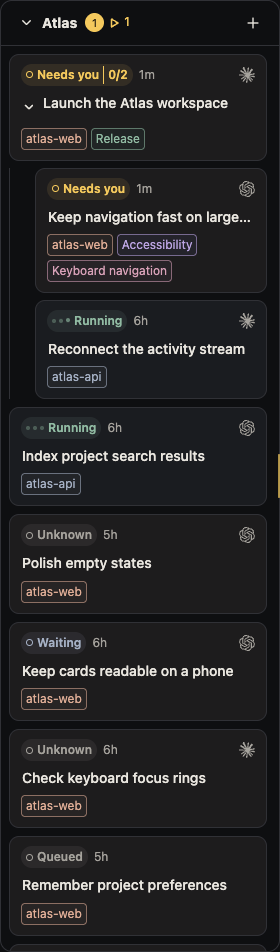 Atlas 1 1
Needs you 0/2 1m
Launch the Atlas workspace
atlas-web Release
Needs you 1m
Keep navigation fast on large...
atlas-web Accessibility
Keyboard navigation
Running 6h
Reconnect the activity stream
atlas-api
Running 6h
Index project search results
atlas-api
Unknown 5h
Polish empty states
atlas-web
Waiting 6h
Keep cards readable on a phone
atlas-web
Unknown 6h
Check keyboard focus rings
atlas-web
Queued 5h
Remember project preferences
atlas-web